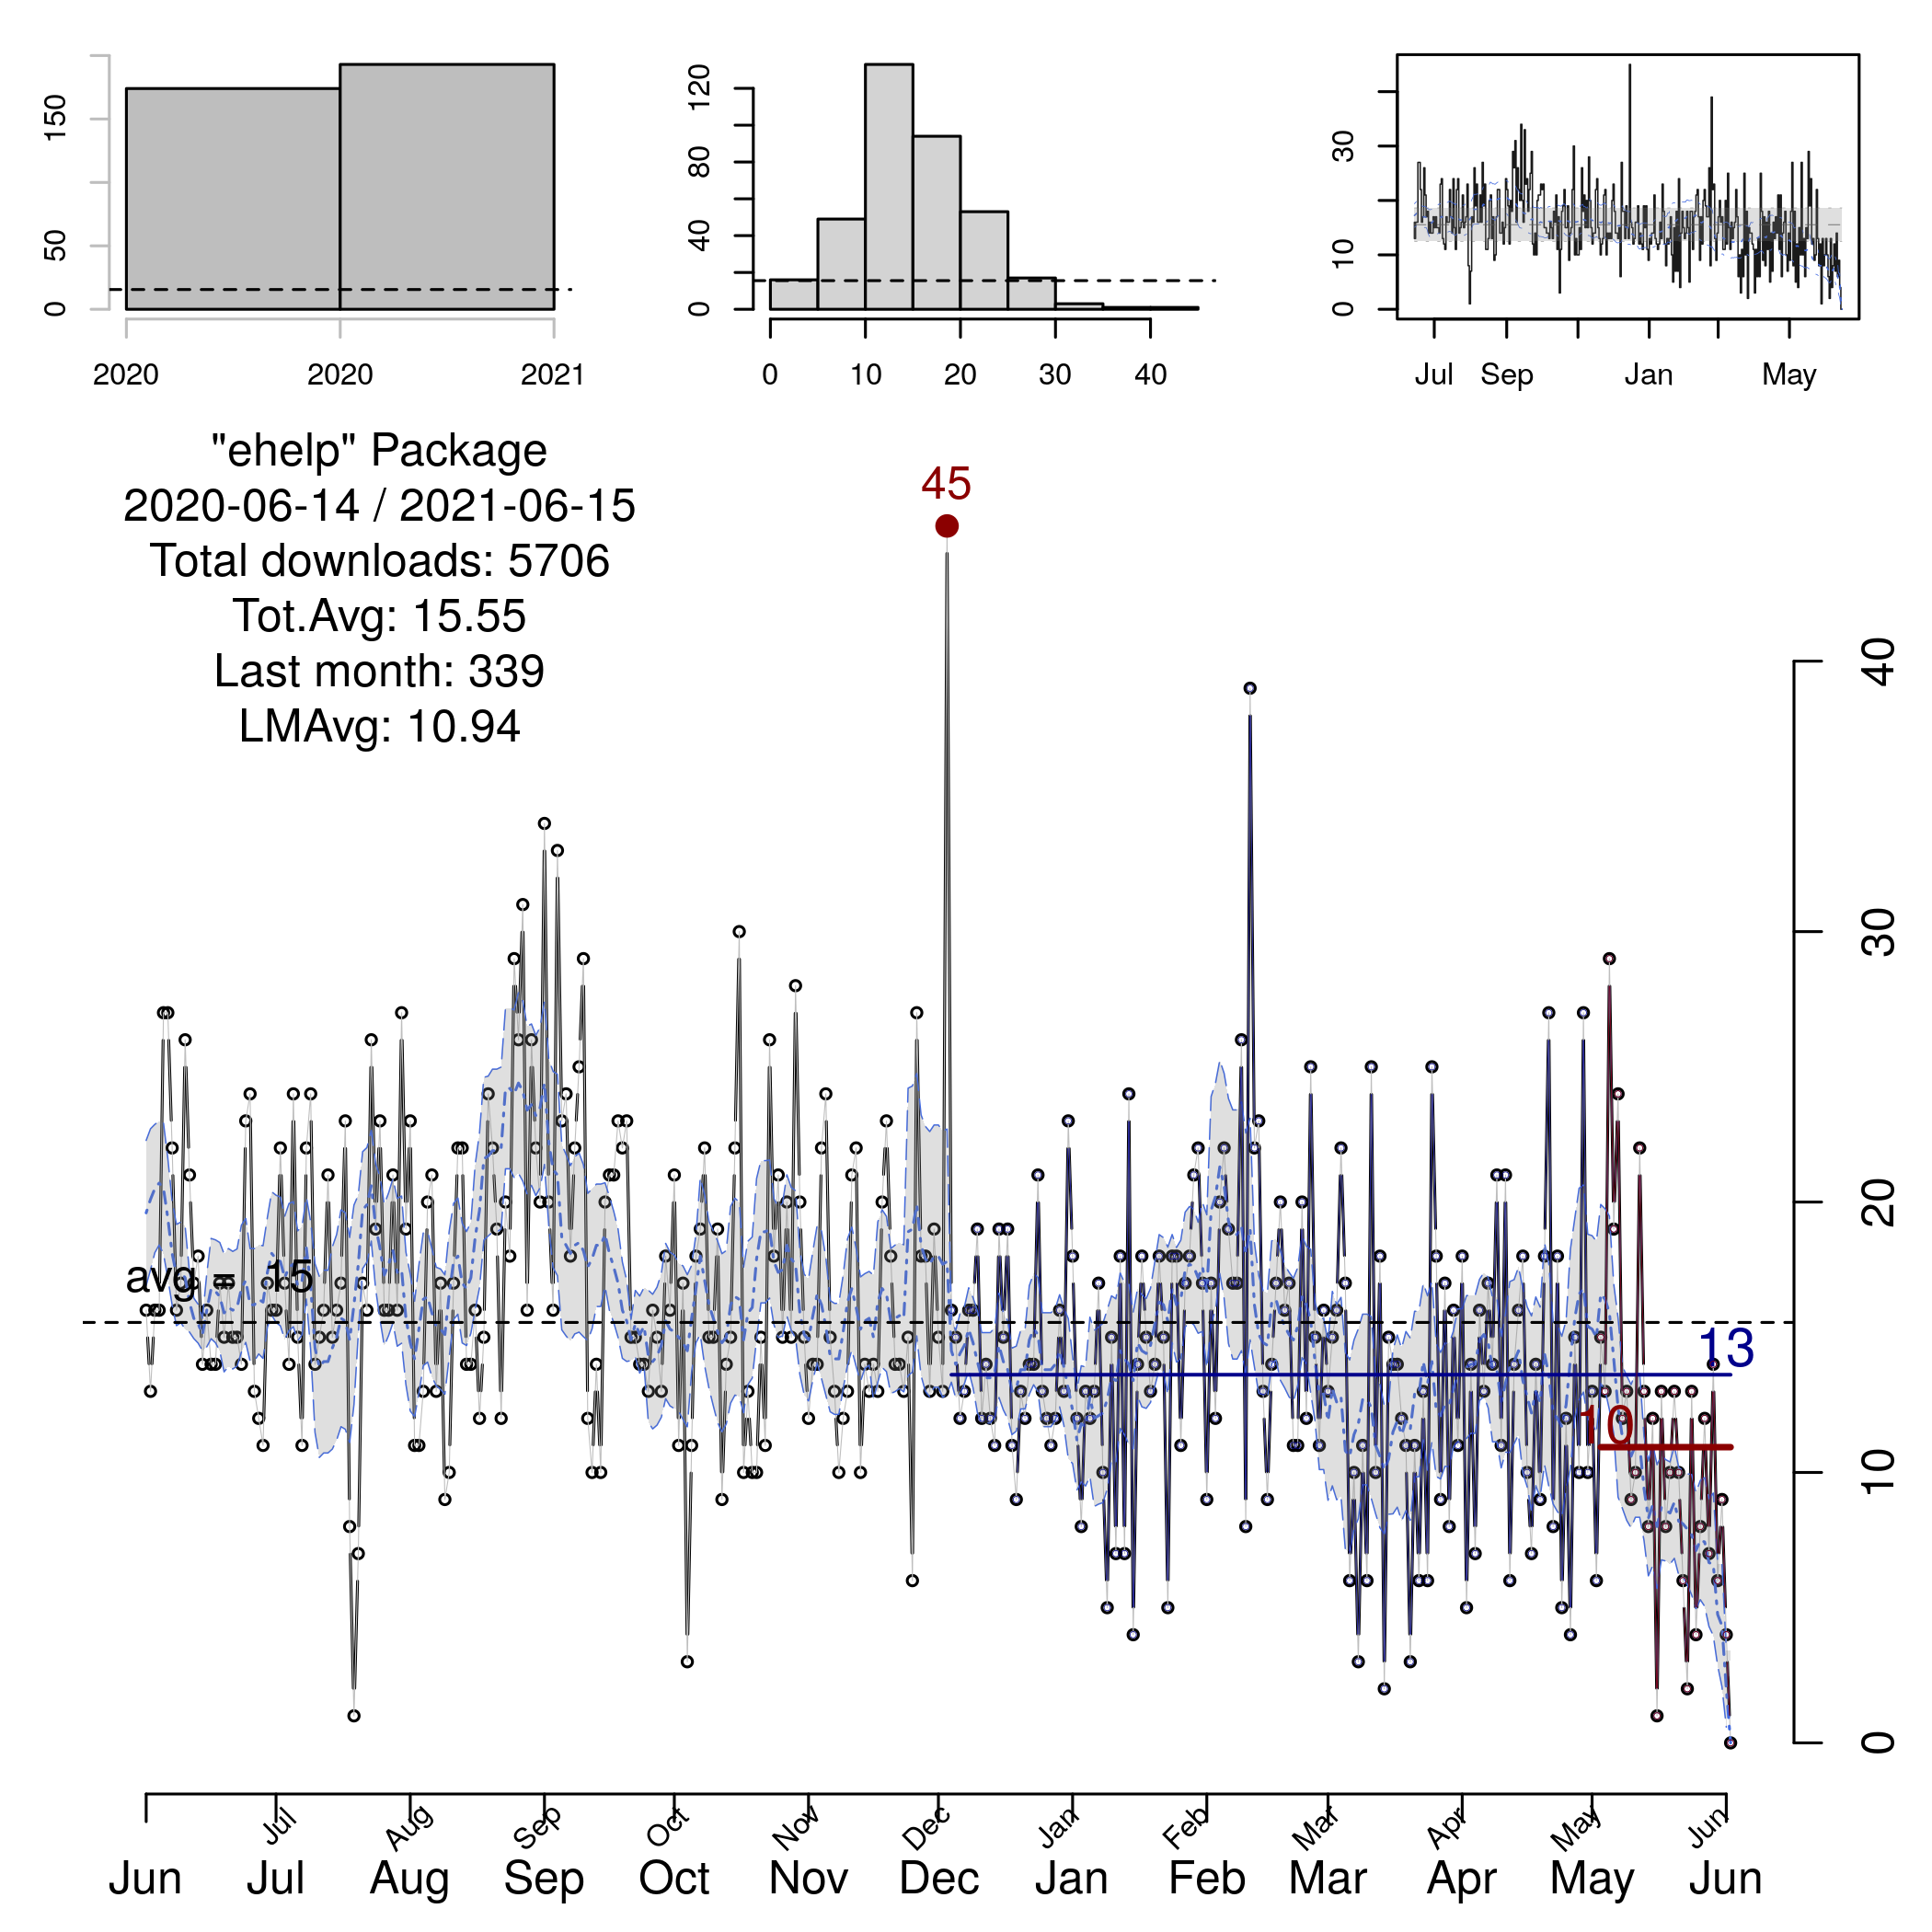 0 50 150
2020 2020 2021
0 40 80 120
0 10 20 30 40
0 10 30
Jul Sep Jan May
"ehelp" Package
2020-06-14 / 2021-06-15
Total downloads: 5706
Tot.Avg: 15.55
Last month: 339
LMAvg: 10.94
45
avg = 15
13
10
0 10 20 30 40
Jul Aug Sep Oct Nov Dec Jan Feb Mar Apr May Jun
Jun Jul Aug Sep Oct Nov Dec Jan Feb Mar Apr May Jun